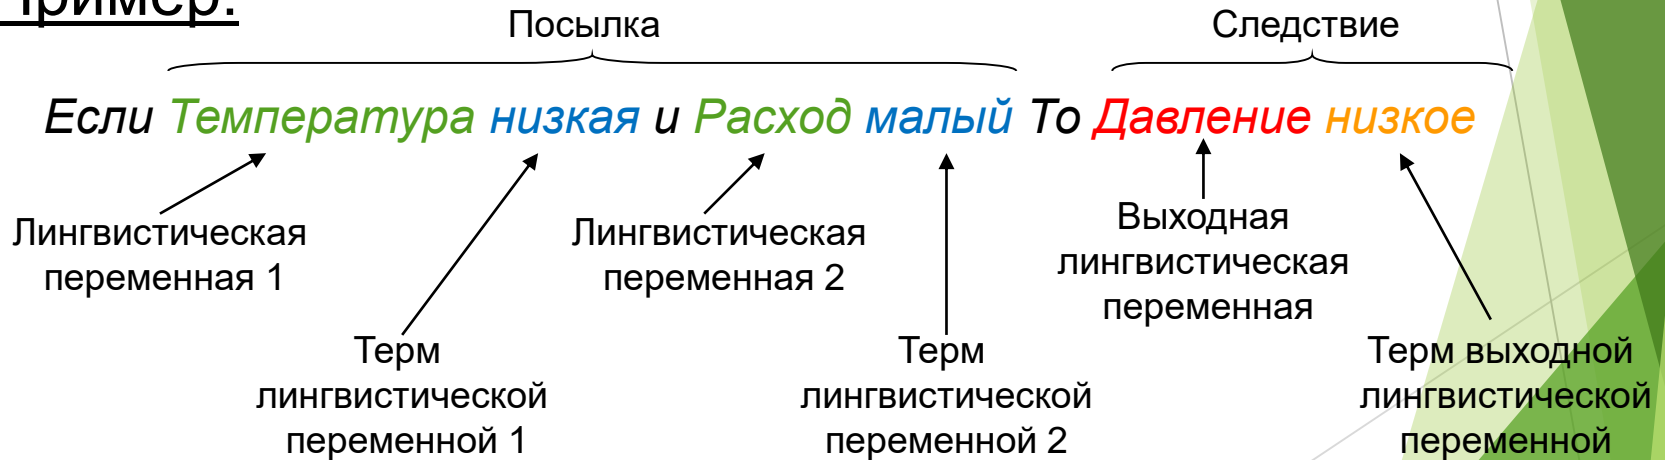 Пример:
Посылка
Следствие
Если Температура низкая и Расход малый То Давление низкое
Лингвистическая
переменная 1
Лингвистическая
переменная 2
Выходная
лингвистическая
переменная
Терм
лингвистической
переменной 1
Терм
лингвистической
переменной 2
Терм выходной
лингвистической
переменной